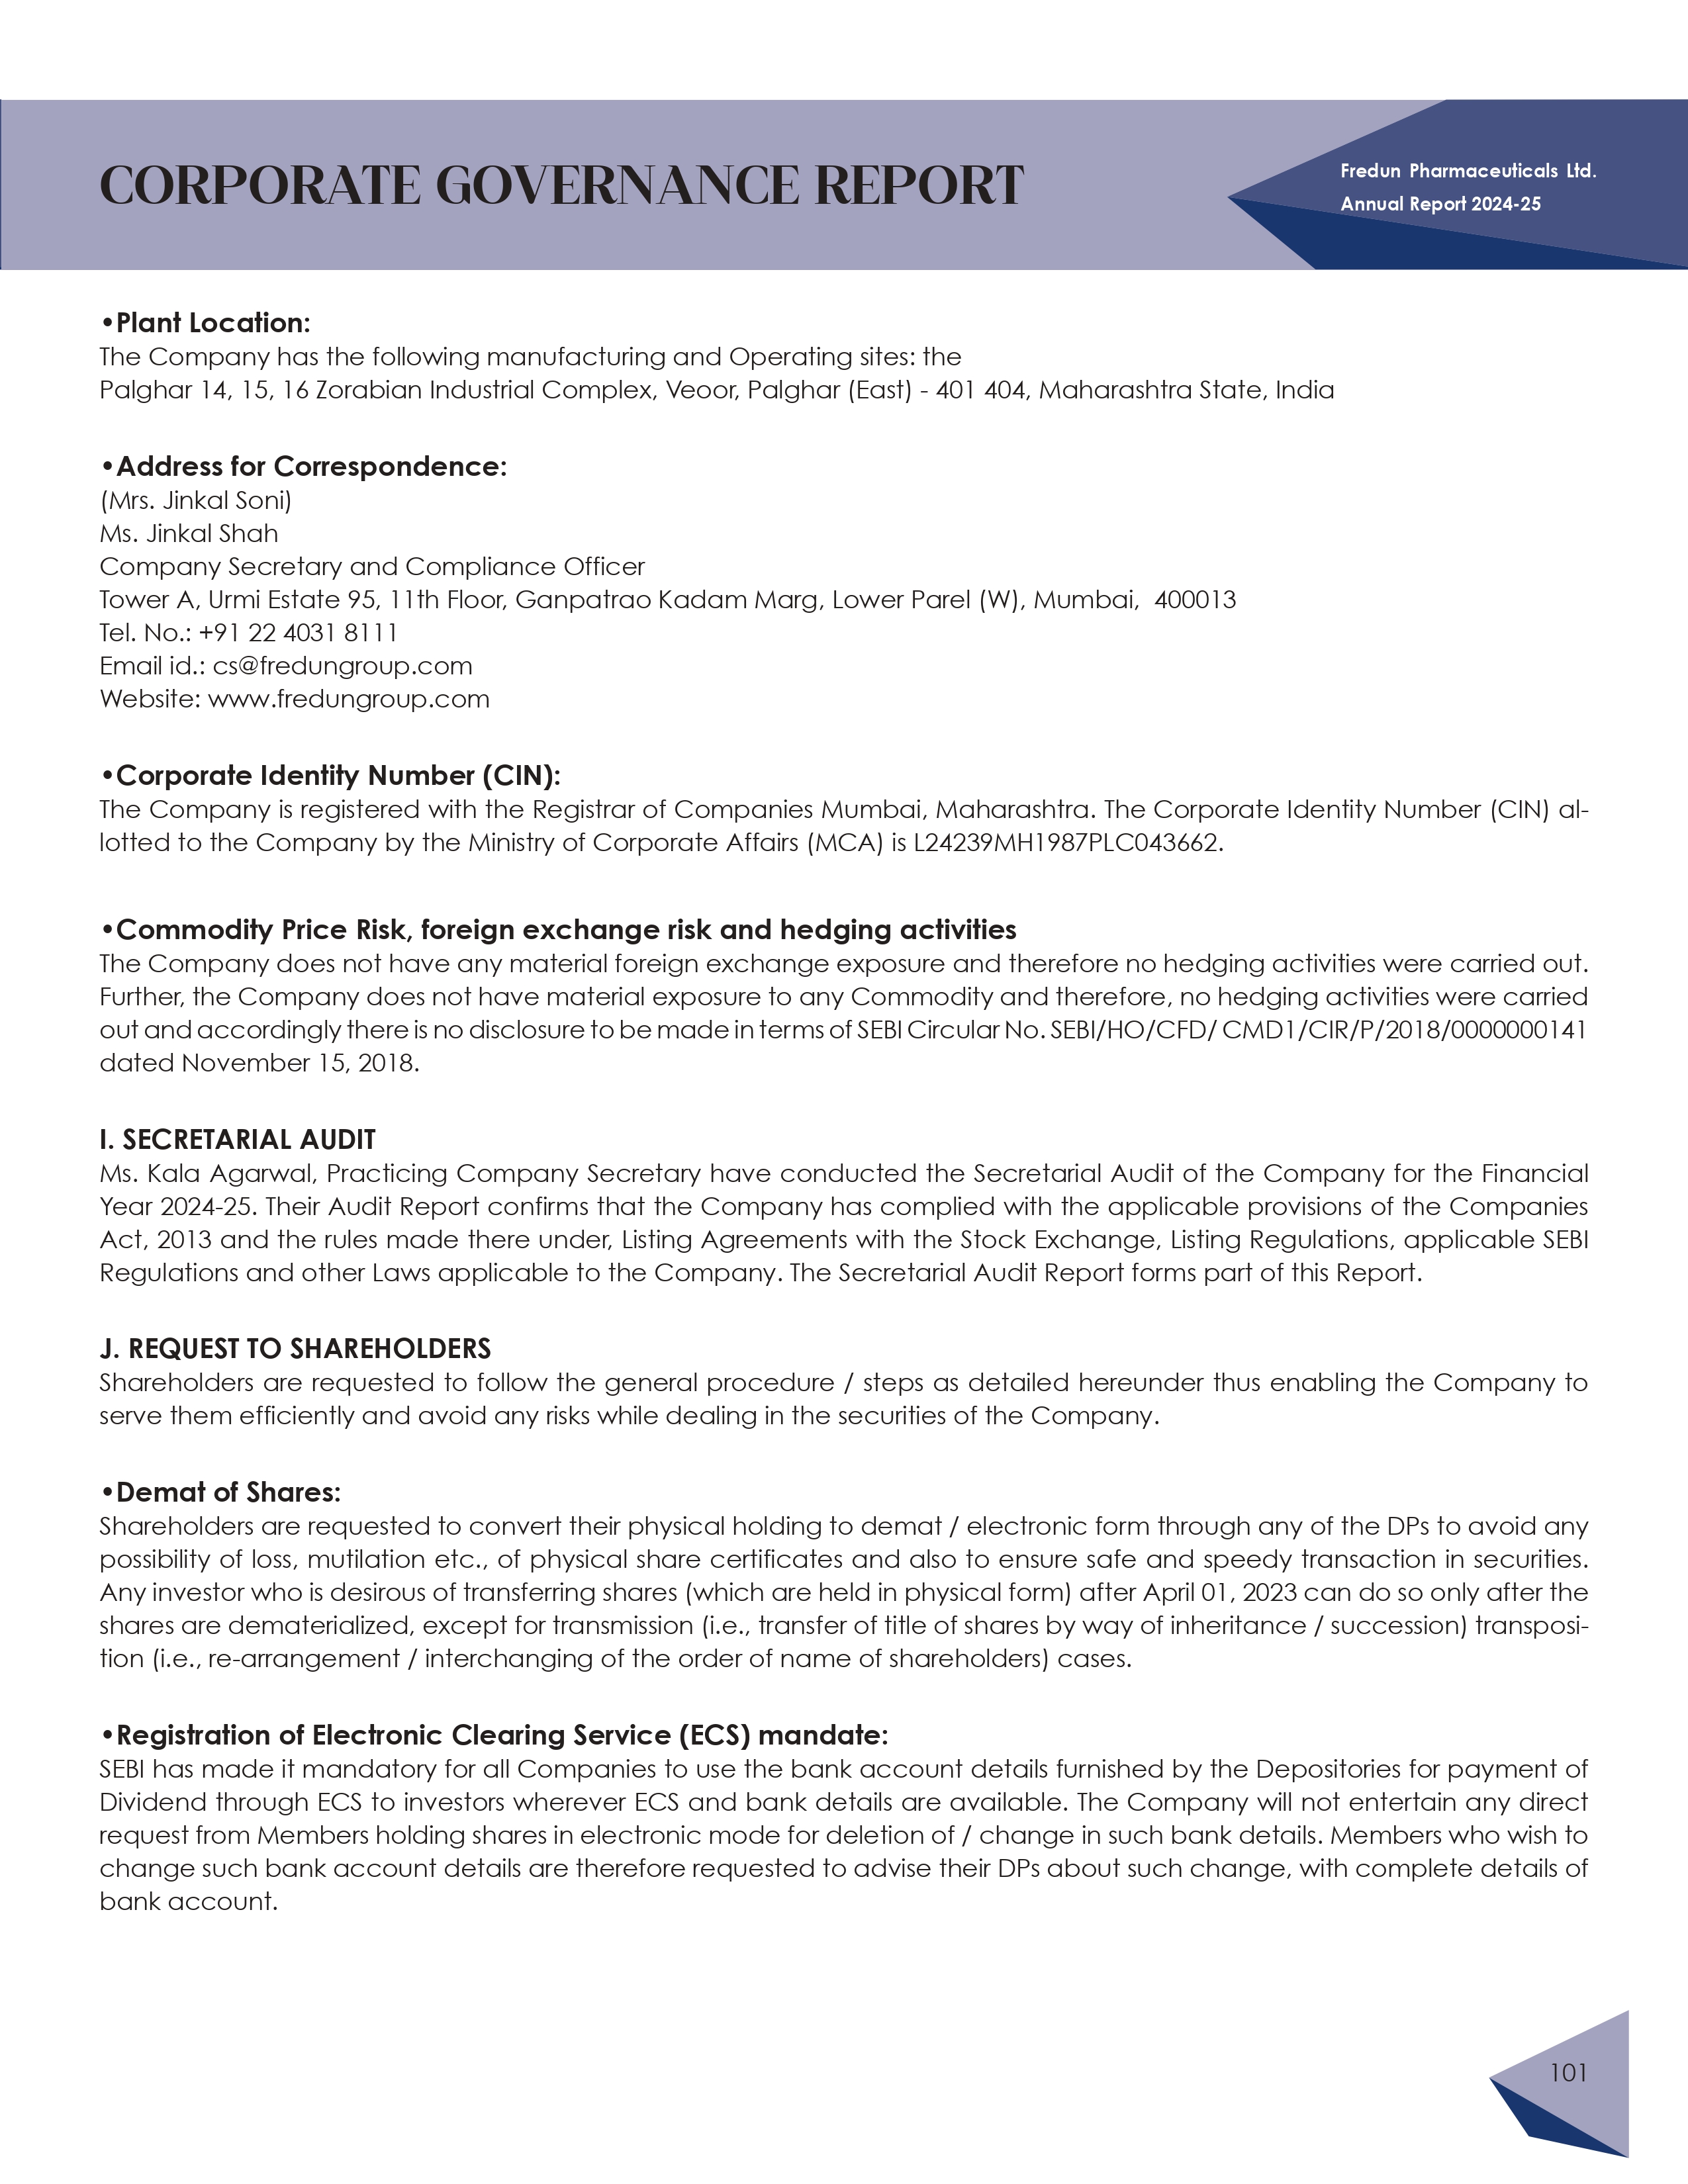 CORPORATE GOVERNANCE REPORT
Fredun Pharmaceuticals Ltd.
Annual Report 2024-25
•Plant Location:
The Company has the following manufacturing and Operating sites: the
Palghar 14, 15, 16 Zorabian Industrial Complex, Veoor, Palghar (East) - 401 404, Maharashtra State, India
•Address for Correspondence:
(Mrs. Jinkal Soni)
Ms. Jinkal Shah
Company Secretary and Compliance Officer
Tower A, Urmi Estate 95, 11th Floor, Ganpatrao Kadam Marg, Lower Parel (W), Mumbai, 400013
Tel. No.: +91 22 4031 8111
Email id.: cs@fredungroup.com
Website: www.fredungroup.com
•Corporate Identity Number (CIN):
The Company is registered with the Registrar of Companies Mumbai, Maharashtra. The Corporate Identity Number (CIN) al-
lotted to the Company by the Ministry of Corporate Affairs (MCA) is L24239MH1987PLC043662.
•Commodity Price Risk, foreign exchange risk and hedging activities
The Company does not have any material foreign exchange exposure and therefore no hedging activities were carried out.
Further, the Company does not have material exposure to any Commodity and therefore, no hedging activities were carried
out and accordingly there is no disclosure to be made in terms of SEBI Circular No. SEBI/HO/CFD/ CMD1/CIR/P/2018/0000000141
dated November 15, 2018.
I. SECRETARIAL AUDIT
Ms. Kala Agarwal, Practicing Company Secretary have conducted the Secretarial Audit of the Company for the Financial
Year 2024-25. Their Audit Report confirms that the Company has complied with the applicable provisions of the Companies
Act, 2013 and the rules made there under, Listing Agreements with the Stock Exchange, Listing Regulations, applicable SEBI
Regulations and other Laws applicable to the Company. The Secretarial Audit Report forms part of this Report.
J. REQUEST TO SHAREHOLDERS
Shareholders are requested to follow the general procedure / steps as detailed hereunder thus enabling the Company to
serve them efficiently and avoid any risks while dealing in the securities of the Company.
•Demat of Shares:
Shareholders are requested to convert their physical holding to demat / electronic form through any of the DPs to avoid any
possibility of loss, mutilation etc., of physical share certificates and also to ensure safe and speedy transaction in securities.
Any investor who is desirous of transferring shares (which are held in physical form) after April 01, 2023 can do so only after the
shares are dematerialized, except for transmission (i.e., transfer of title of shares by way of inheritance / succession) transposi-
tion (i.e., re-arrangement / interchanging of the order of name of shareholders) cases.
•Registration of Electronic Clearing Service (ECS) mandate:
SEBI has made it mandatory for all Companies to use the bank account details furnished by the Depositories for payment of
Dividend through ECS to investors wherever ECS and bank details are available. The Company will not entertain any direct
request from Members holding shares in electronic mode for deletion of / change in such bank details. Members who wish to
change such bank account details are therefore requested to advise their DPs about such change, with complete details of
bank account.
101